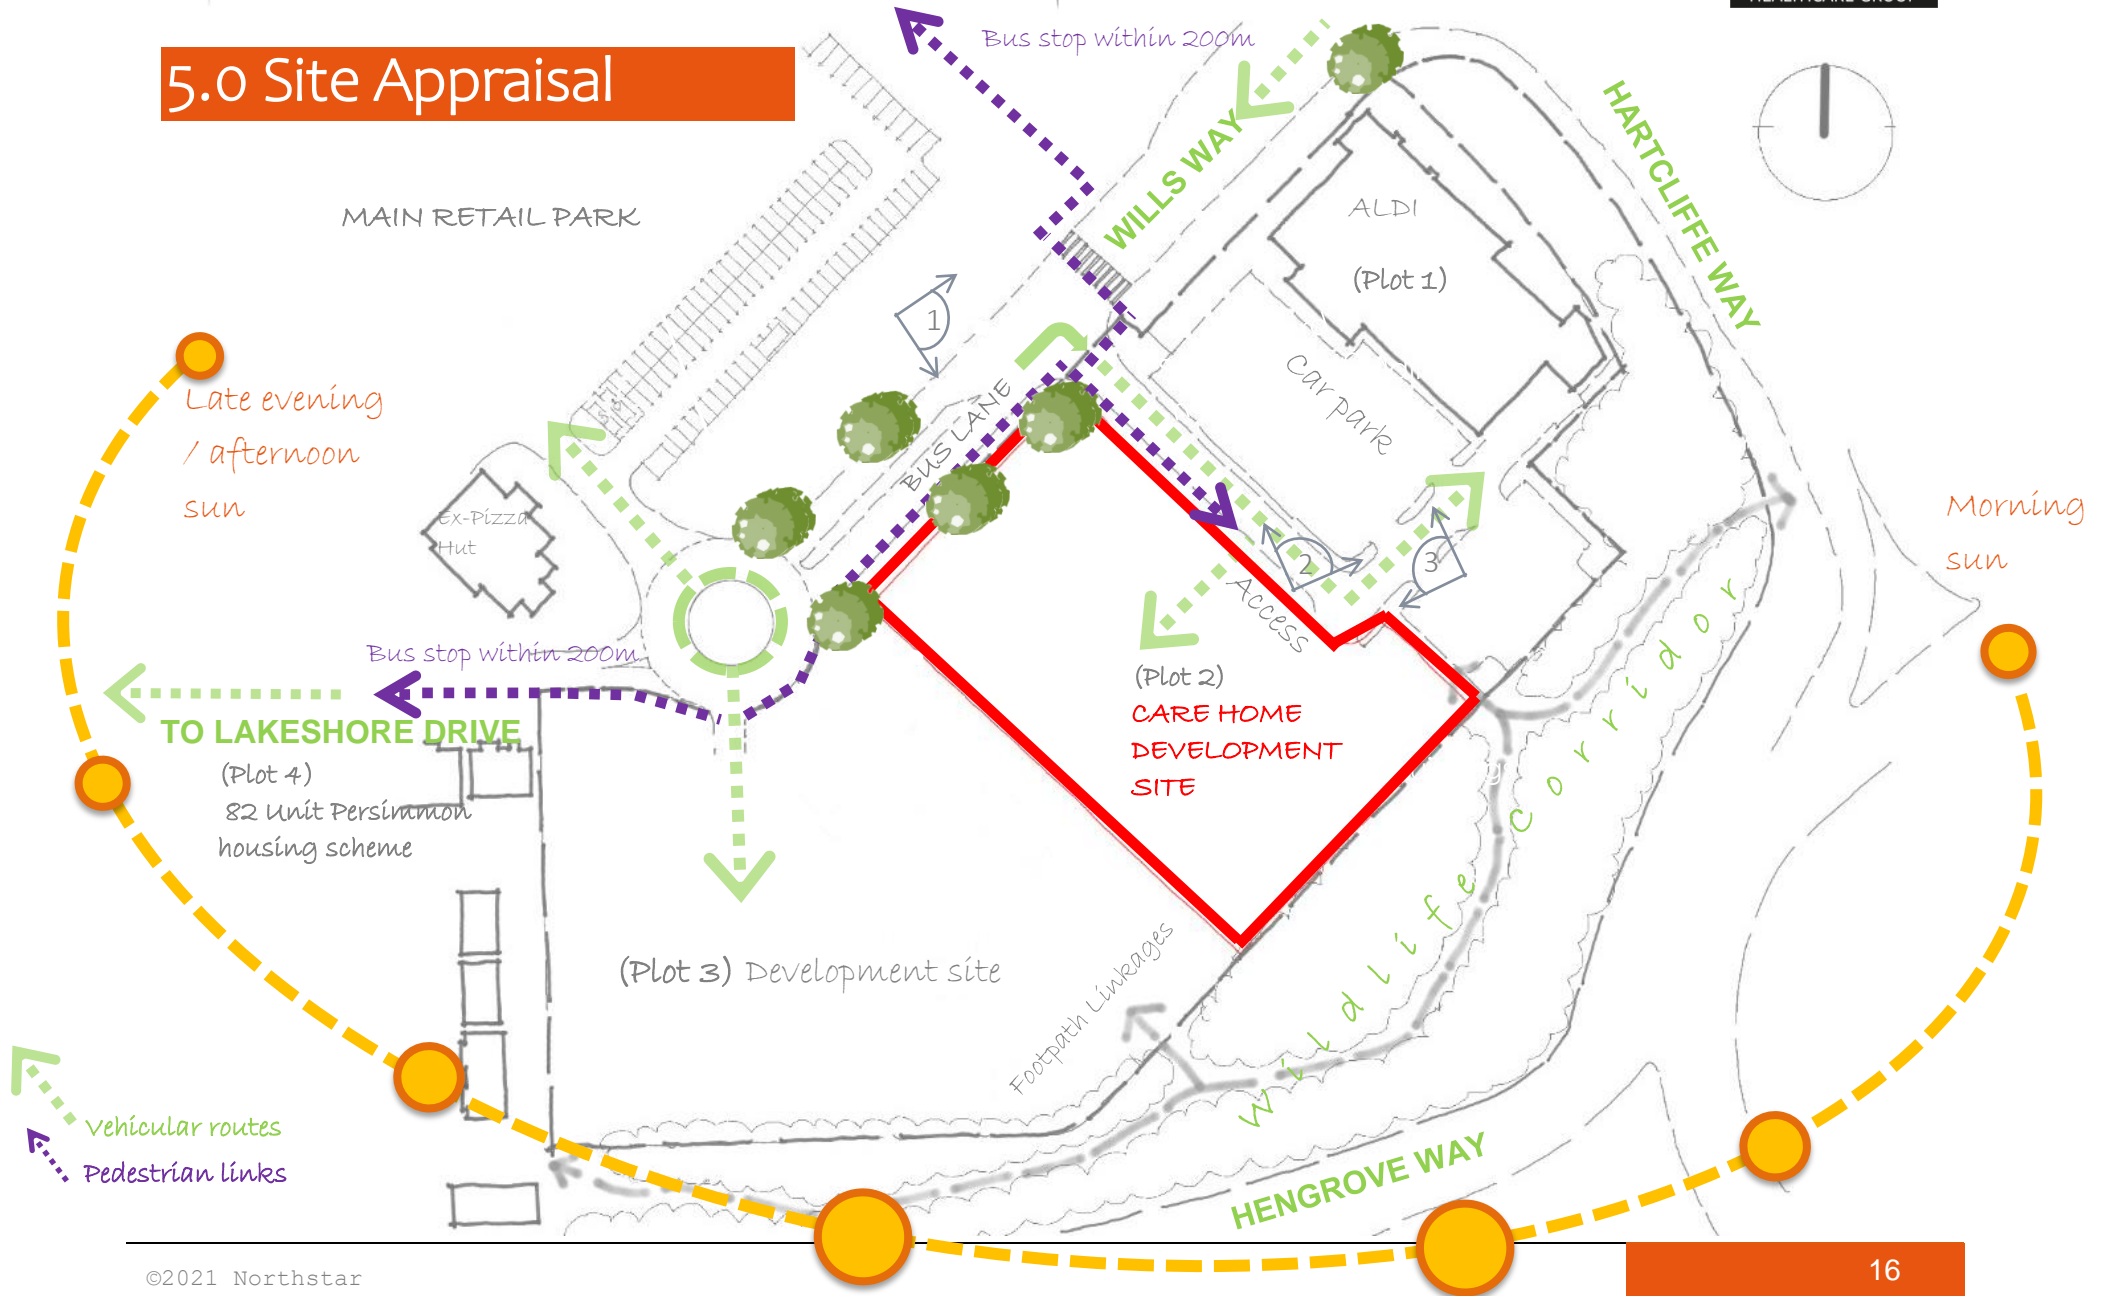 HEALTHCARE GROUP
5.0 Site Appraisal
Bus stop within 200m
WILLS WAY
HARTCLIFFE WAY
MAIN RETAIL PARK
ALDI
(Plot 1)
1
Car park
BUS LANE
Late evening
/ afternoon
sun
Ex-Pizza
Hut
Morning
sun
2
3
Access
Bus stop within 200m
TO LAKESHORE DRIVE
(Plot 4)
82 Unit Persimmon
housing scheme
(Plot 2)
CARE HOME
DEVELOPMENT
SITE
Wildlife Corridor
(Plot 3) Development site
Footpath Linkages
Vehicular routes
Pedestrian links
HENGROVE WAY
©2021 Northstar
16